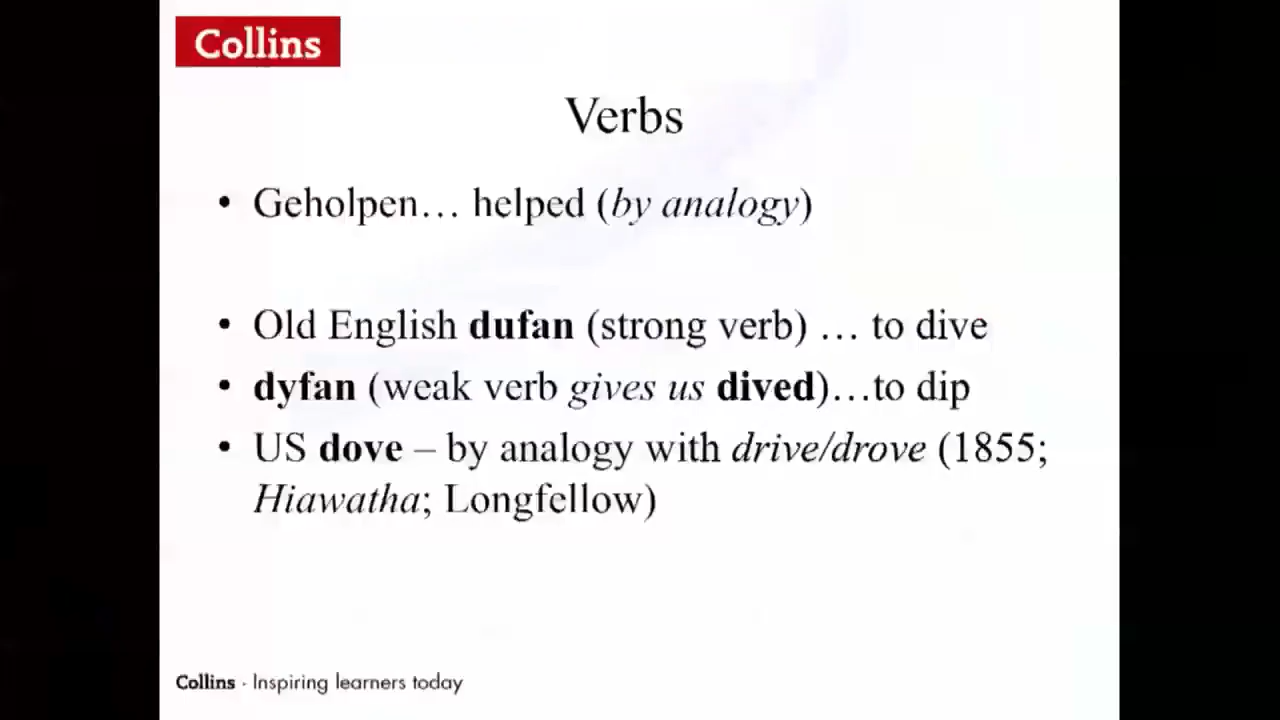 Collins
Verbs
• Geholpen… helped (by analogy)
• Old English dufan (strong verb) … to dive
• dyfan (weak verb gives us dived)…to dip
• US dove – by analogy with drive/drove (1855;
Hiawatha; Longfellow)
Collins · Inspiring learners today